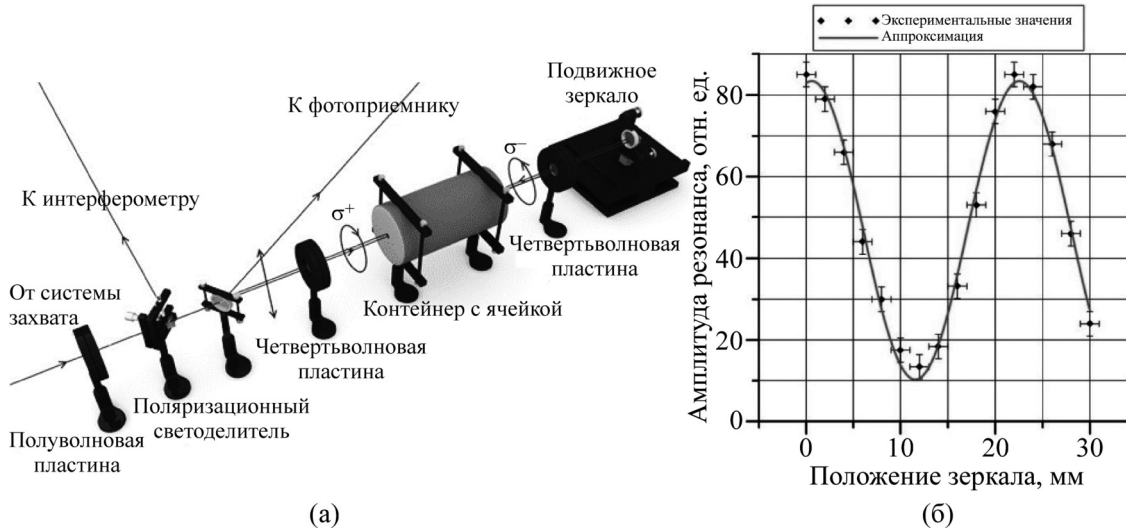 Подвижное
зеркало
К фотоприемнику
σ⁻
К интерферометру
σ⁺
Четвертьволновая
пластина
От системы
захвата
Контейнер с ячейкой
Четвертьволновая
пластина
Поляризационный
светоделитель
Полуволновая
пластина
(а)
Экспериментальные значения
Аппроксимация
Амплитуда резонанса, отн. ед.
80
60
40
20
0
0 10 20 30
Положение зеркала, мм
(б)